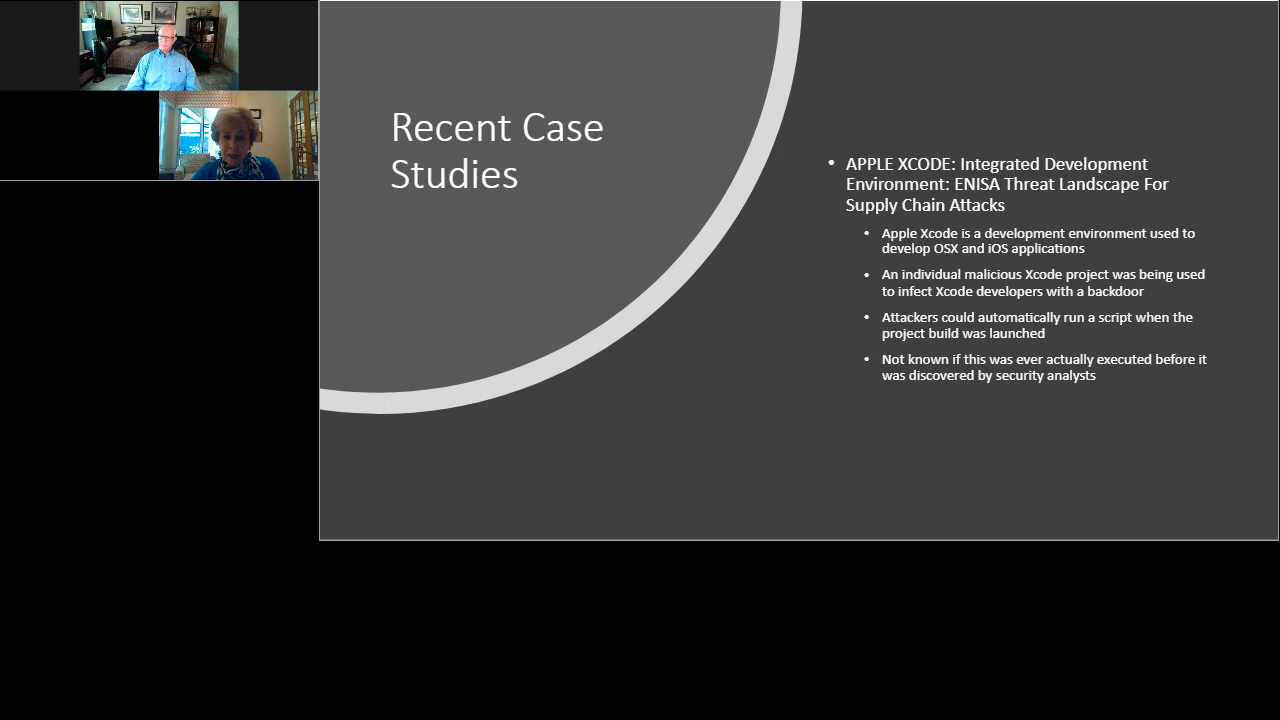 Recent Case
Studies
• APPLE XCODE: Integrated Development
Environment: ENISA Threat Landscape For
Supply Chain Attacks
• Apple Xcode is a development environment used to
develop OSX and iOS applications
• An individual malicious Xcode project was being used
to infect Xcode developers with a backdoor
• Attackers could automatically run a script when the
project build was launched
• Not known if this was ever actually executed before it
was discovered by security analysts